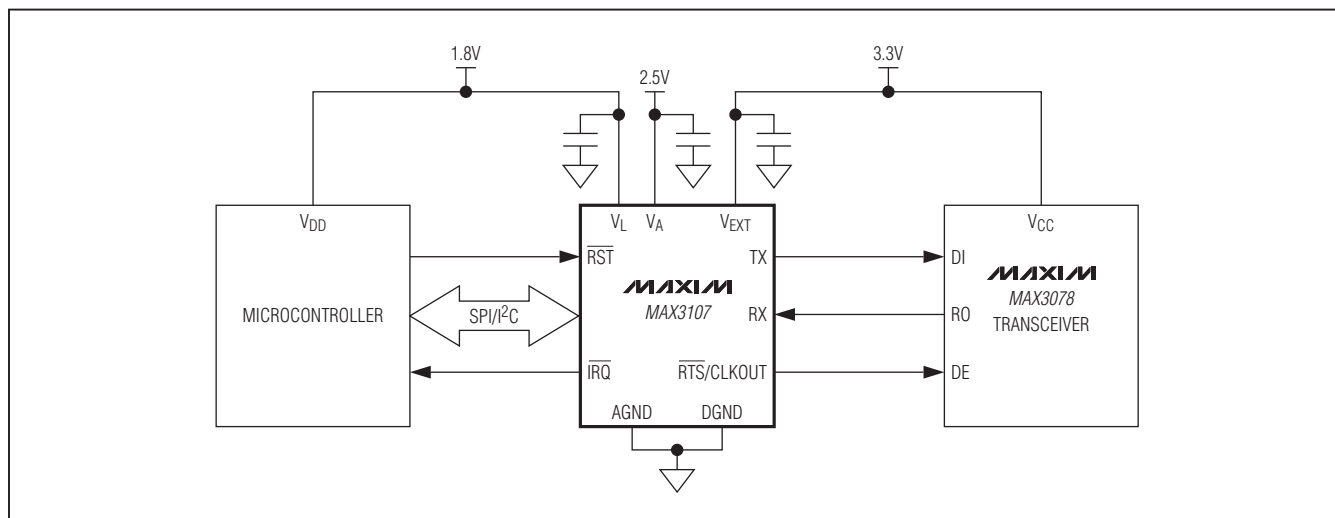 1.8V
2.5V
3.3V
VDD
VL
VA
VEXT
VCC
RST
TX
DI
MAXIM
MAX3107
MAXIM
MAX3078
TRANSCEIVER
MICROCONTROLLER
SPI/I²C
RX
RO
IRQ
RTS/CLKOUT
DE
AGND
DGND